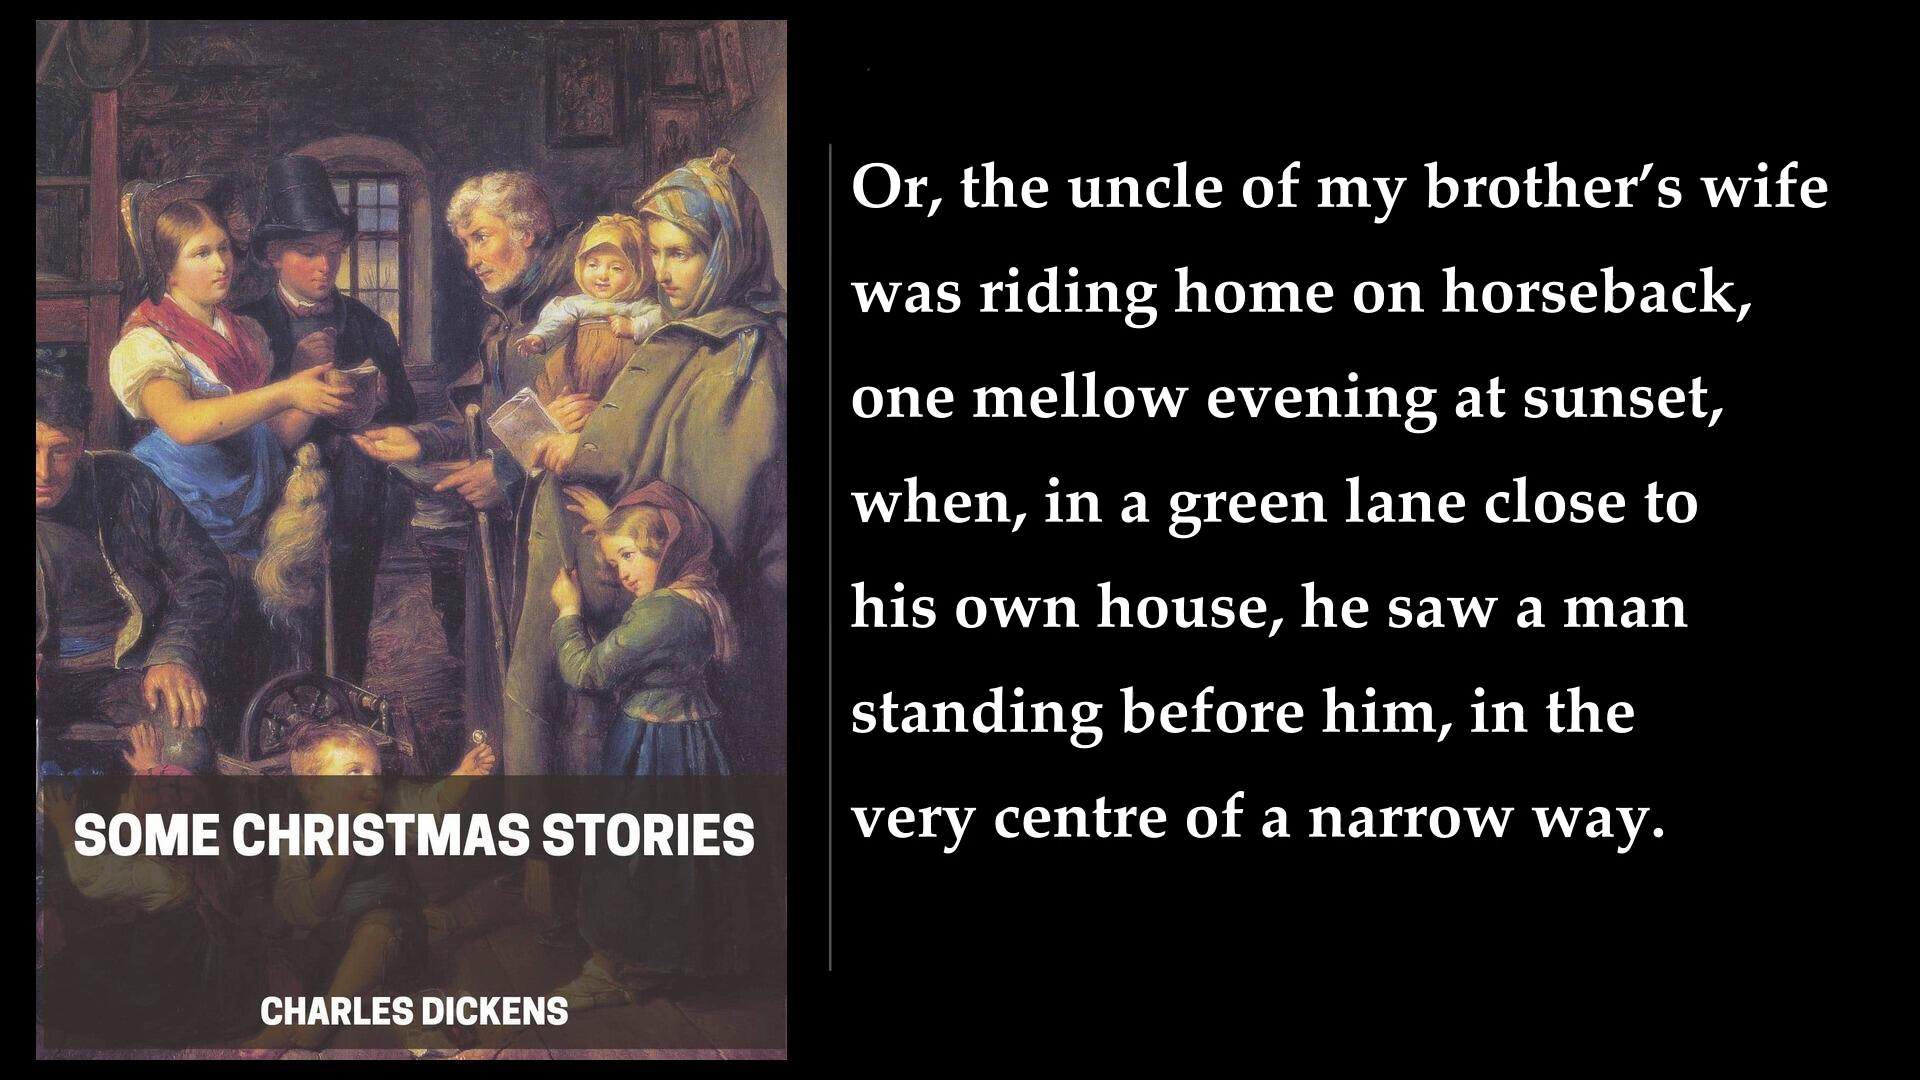 SOME CHRISTMAS STORIES
CHARLES DICKENS
Or, the uncle of my brother’s wife
was riding home on horseback,
one mellow evening at sunset,
when, in a green lane close to
his own house, he saw a man
standing before him, in the
very centre of a narrow way.